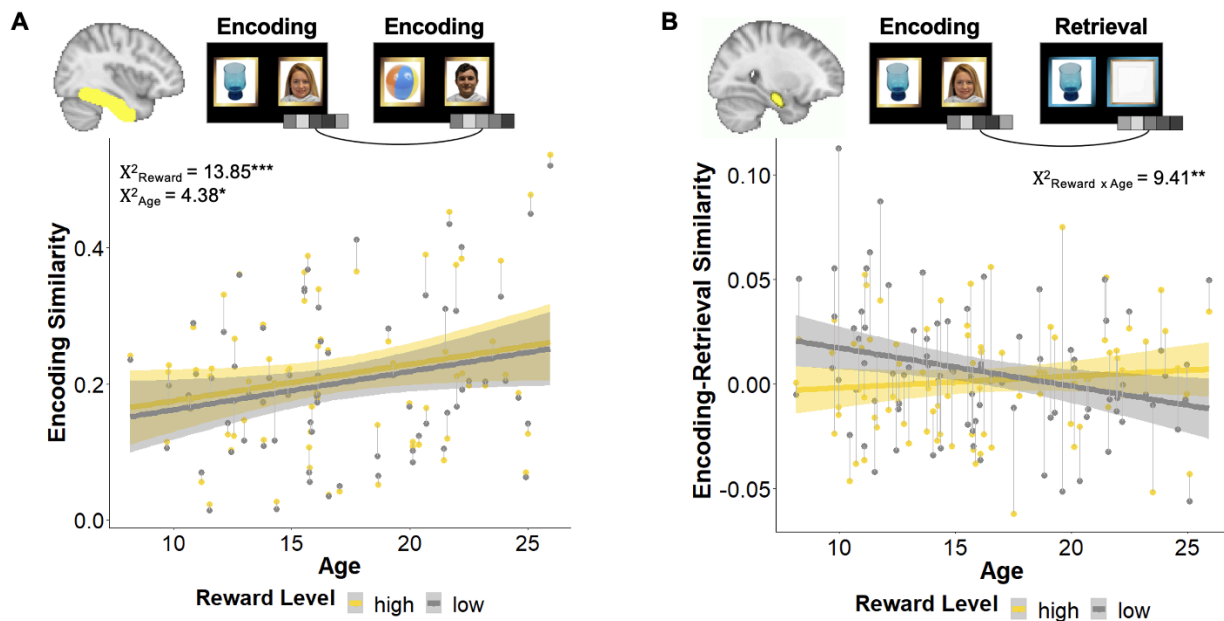 A
Encoding
Encoding
X²Reward = 13.85***
X²Age = 4.38*
Encoding Similarity
0.4
0.2
0.0
10 15 20 25
Age
Reward Level high low
B
Encoding
Retrieval
X²Reward x Age = 9.41**
Encoding-Retrieval Similarity
0.10
0.05
0.00
-0.05
10 15 20 25
Age
Reward Level high low